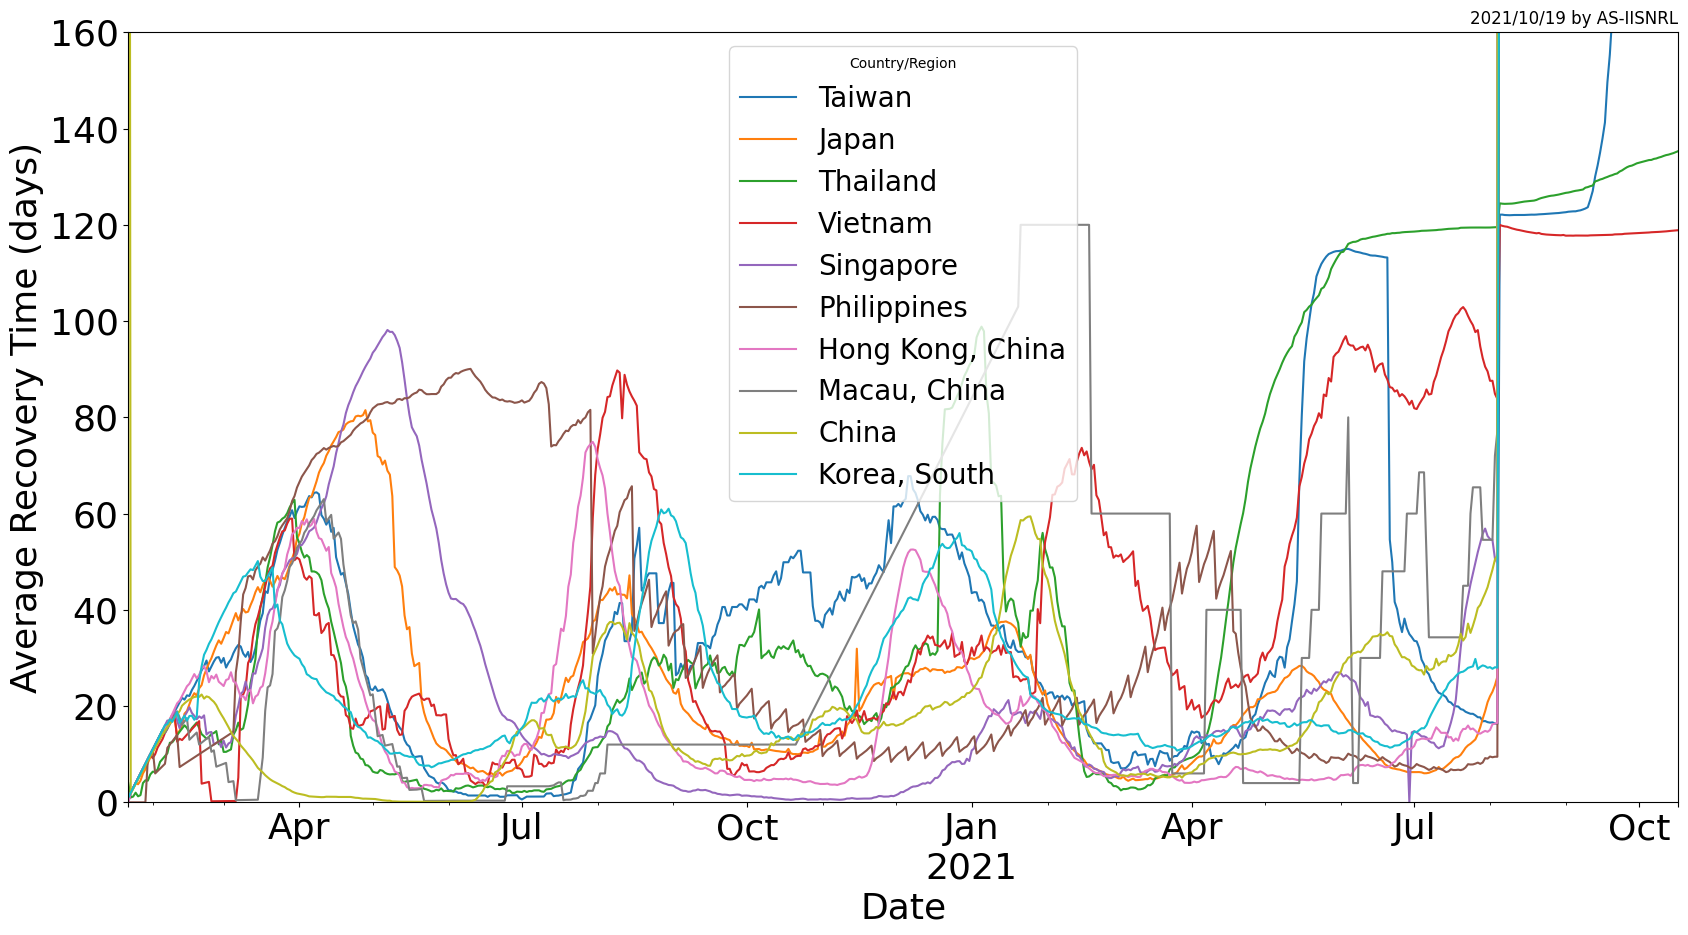 2021/10/19 by AS-IISNRL
160
140
120
100
80
60
40
20
0
Average Recovery Time (days)
Country/Region
Taiwan
Japan
Thailand
Vietnam
Singapore
Philippines
Hong Kong, China
Macau, China
China
Korea, South
Apr
Jul
Oct
Jan
2021
Apr
Jul
Oct
Date